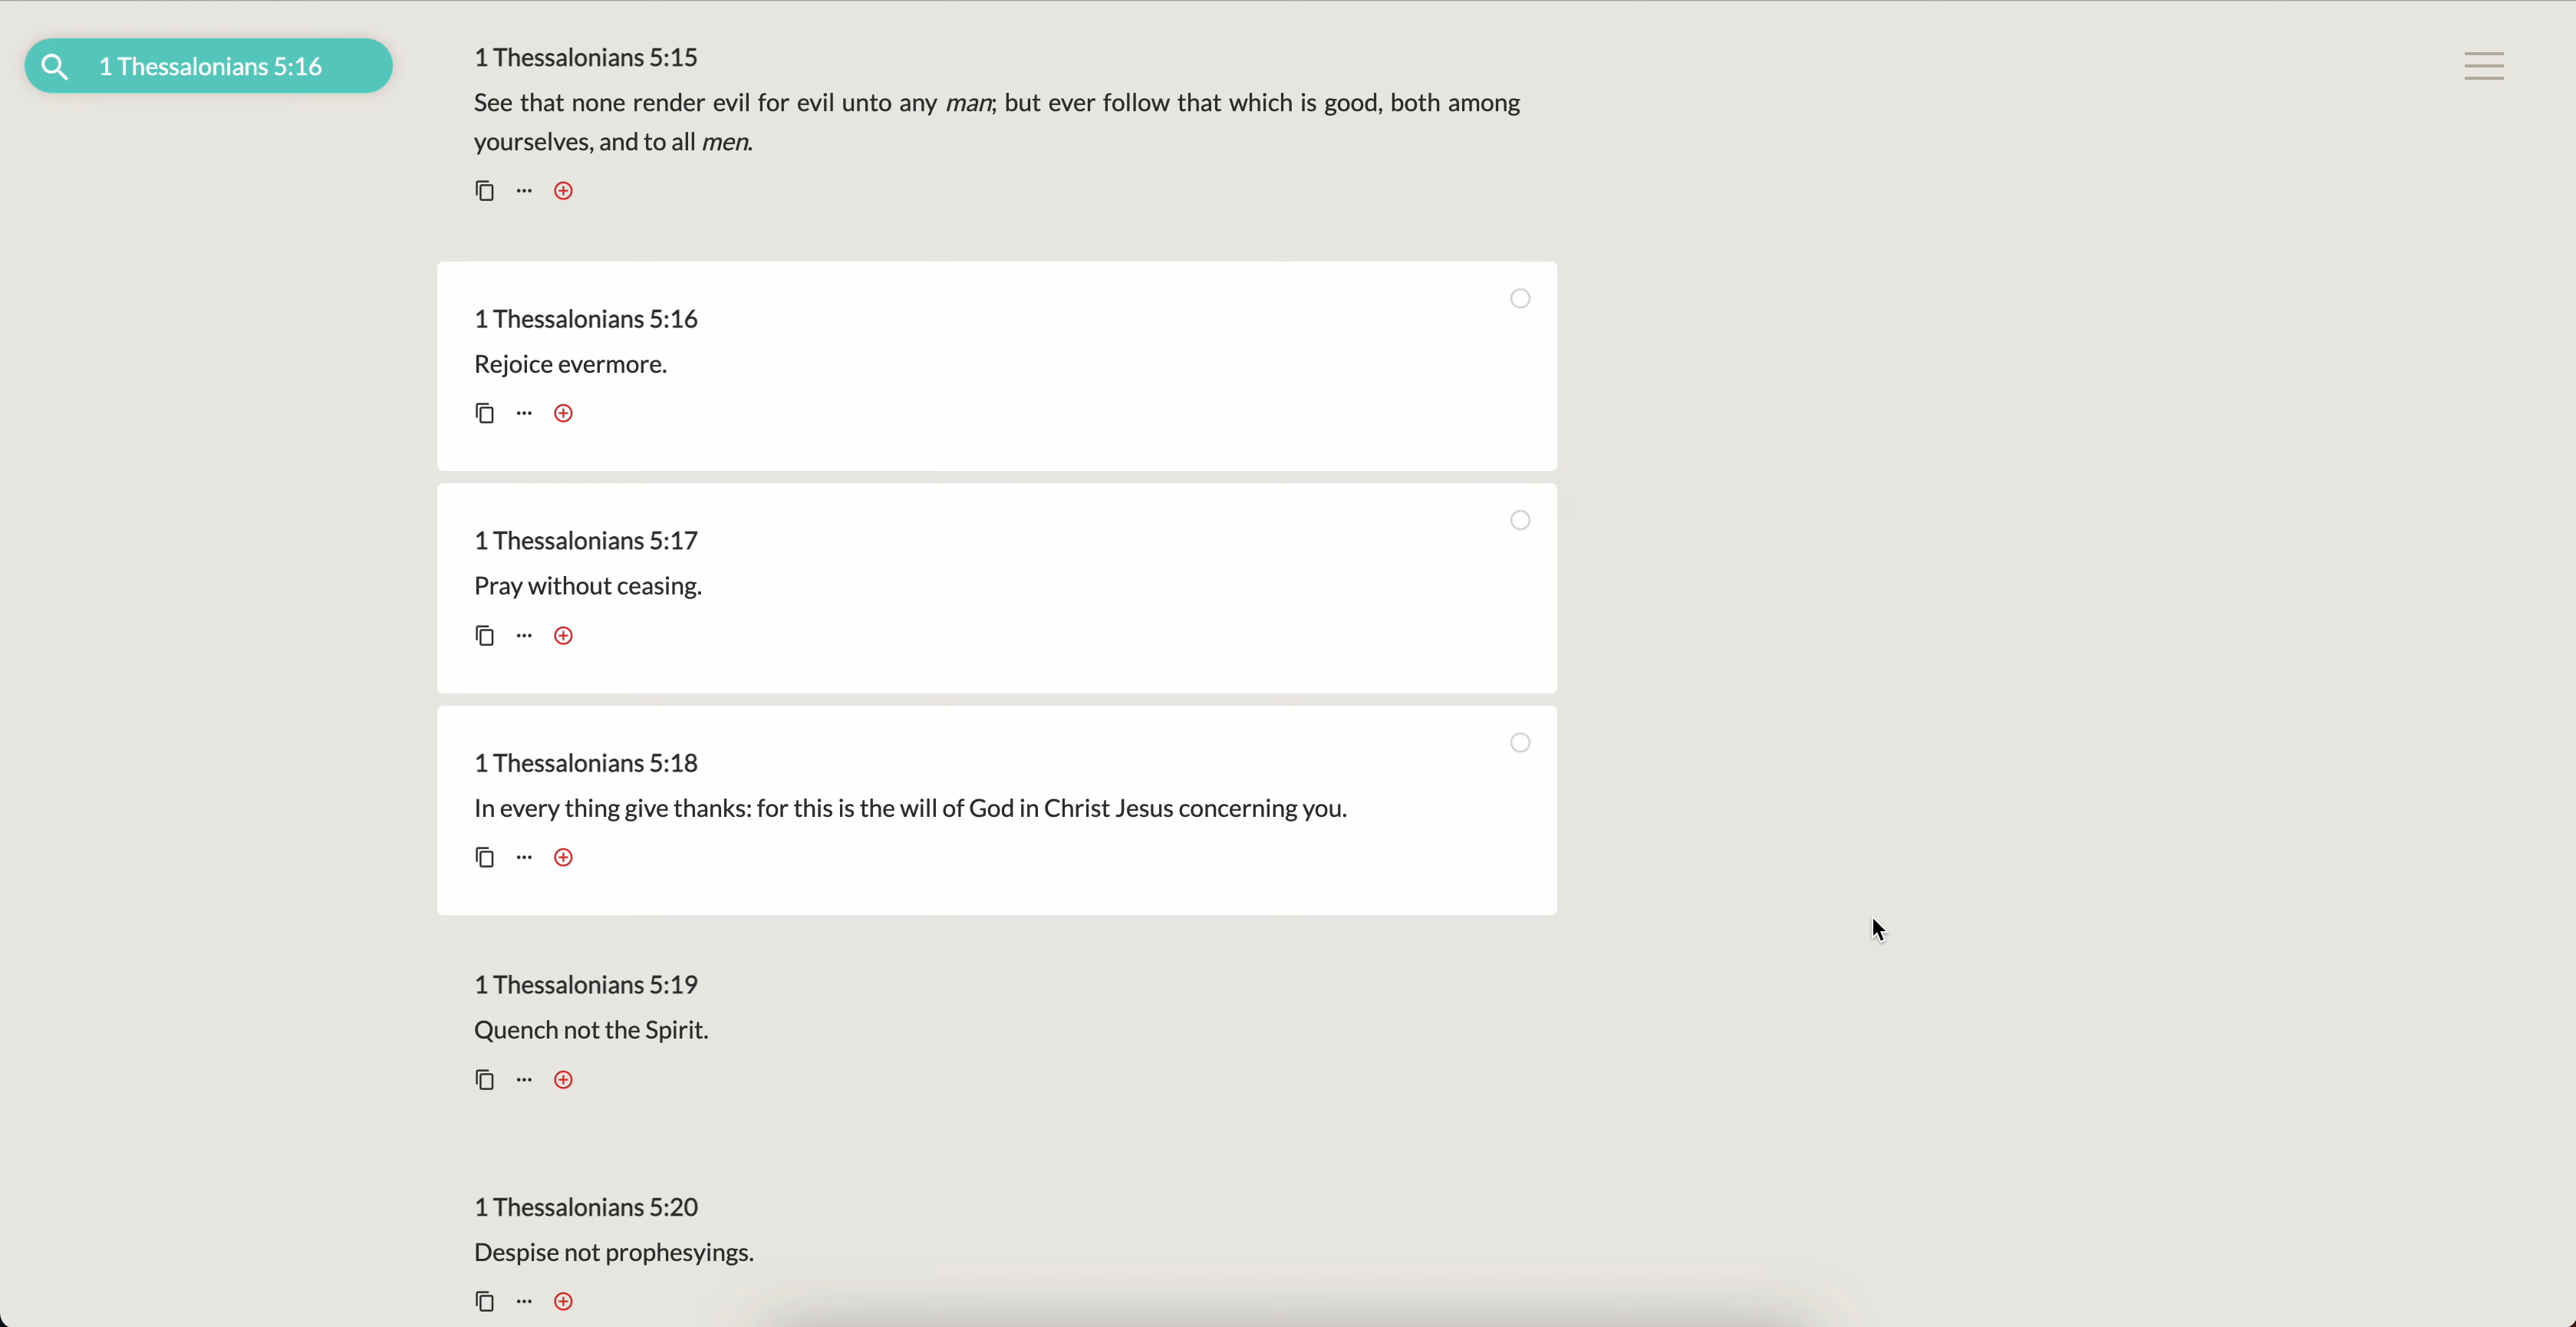 1 Thessalonians 5:16
1 Thessalonians 5:15
See that none render evil for evil unto any man; but ever follow that which is good, both among
yourselves, and to all men.
1 Thessalonians 5:16
Rejoice evermore.
1 Thessalonians 5:17
Pray without ceasing.
1 Thessalonians 5:18
In every thing give thanks: for this is the will of God in Christ Jesus concerning you.
1 Thessalonians 5:19
Quench not the Spirit.
1 Thessalonians 5:20
Despise not prophesyings.